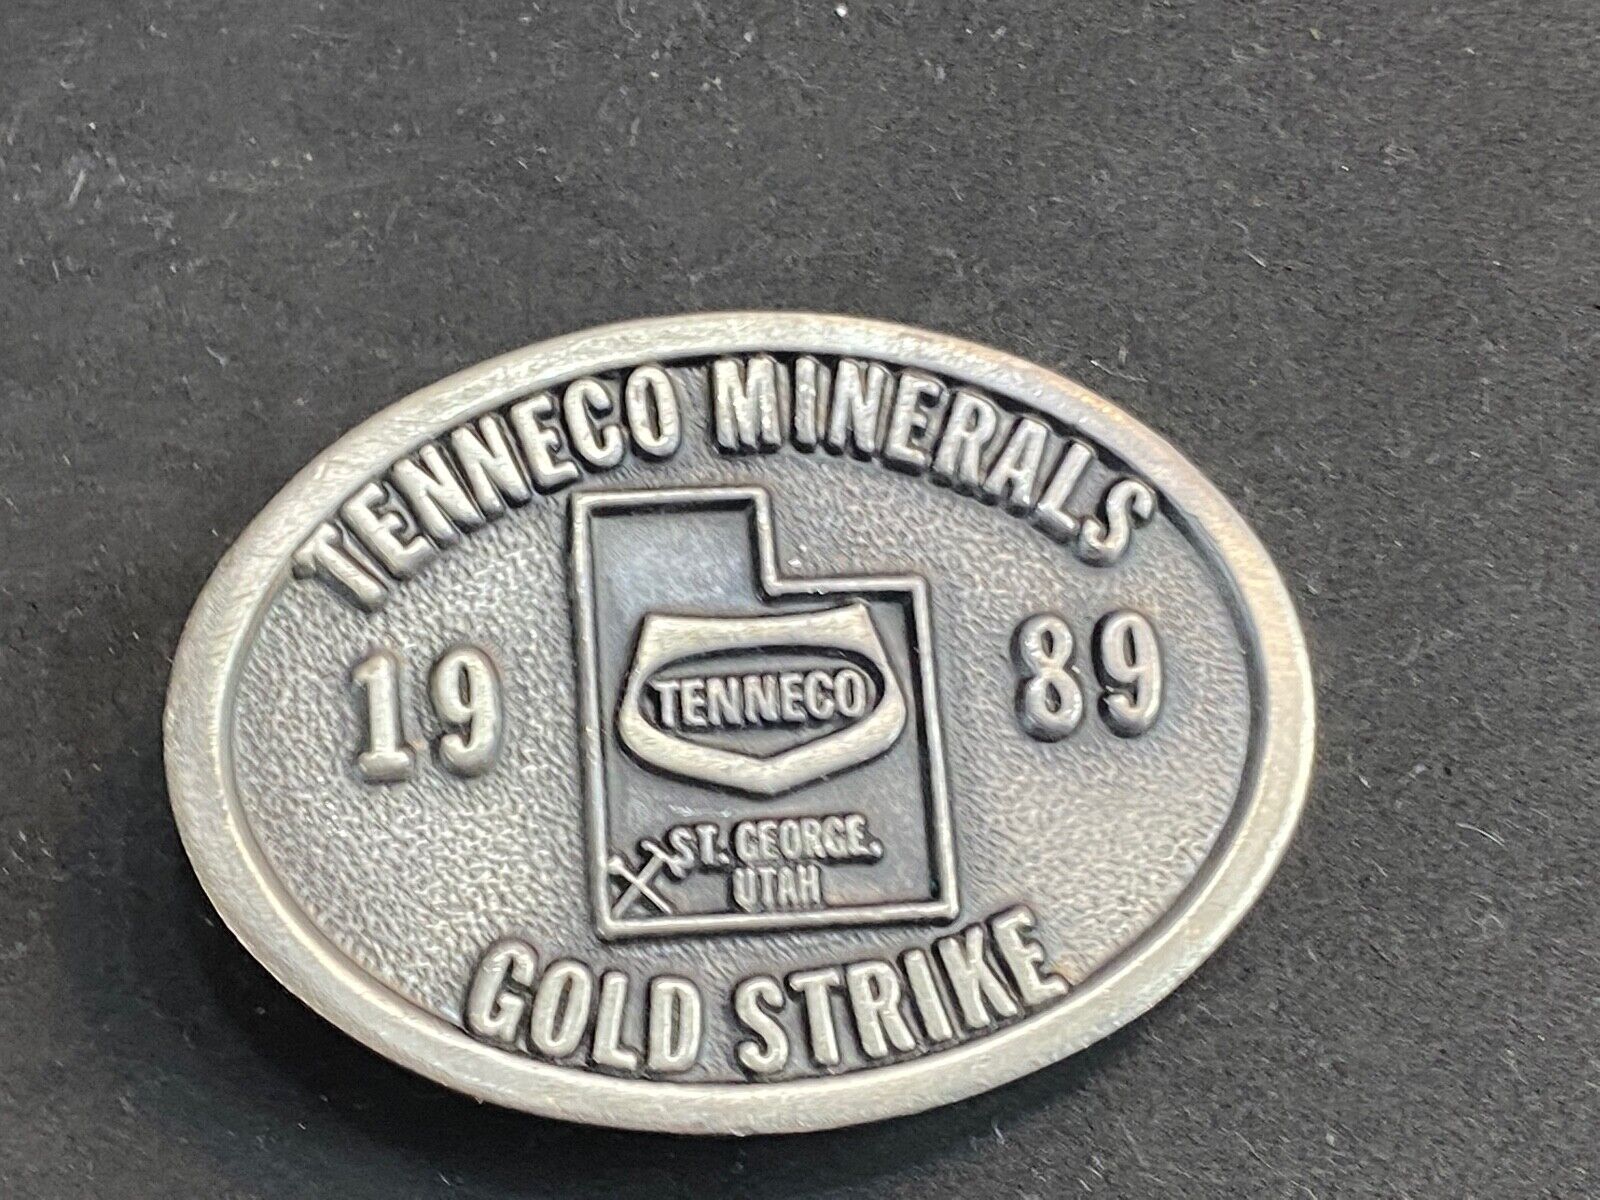 TENNECO MINERALS
19 89
TENNECO
ST. GEORGE.
UTAH
GOLD STRIKE